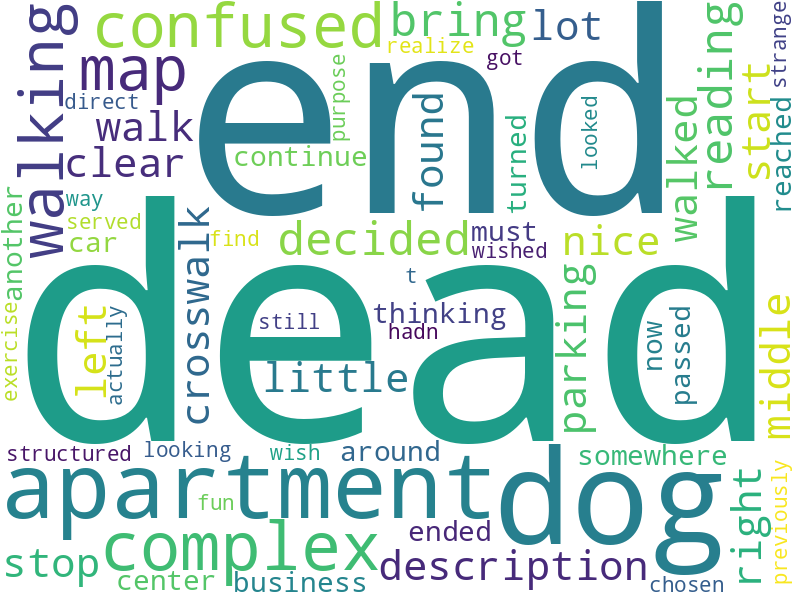 walking
confused
bring
lot
realize
got
reading
strange
map
end
purpose
direct
walk
found
looked
walked
start
reached
clear
continue
turned
way
another
served
car
crosswalk
find
decided
must
wished
nice
dead
t
exercise
left
actually
still
thinking
hadn
parking
now
passed
middle
little
structured
looking
wish
around
somewhere
apartment
fun
dog
right
previously
stop
complex
ended
description
center
business
chosen